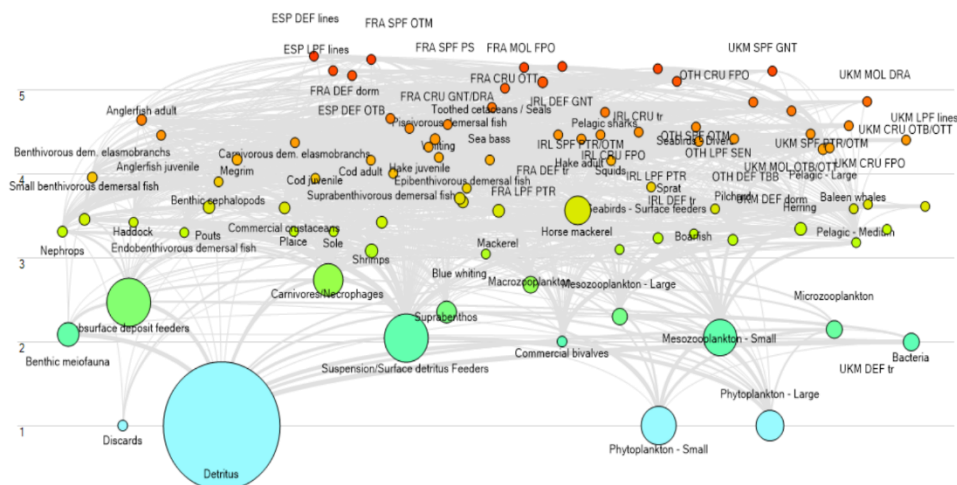 ESP DEF lines
FRA SPF OTM
ESP LPF lines
FRA SPF PS
FRA MOL FPO
UKM SPF GNT
FRA DEF dorm
FRA CRU OTT
OTH CRU FPO
UKM MOL DRA
5
FRA CRU GNT/DRA
IRL DEF GNT
Anglerfish adult
ESP DEF OTB
Toothed cetaceans / Seals
IRL CRU tr
UKM LPF lines
Piscivorous demersal fish
Pelagic sharks
UKM CRU OTB/OTT
Sea bass
OTH SPF OTM
Seabirds - Divers
Benthivorous dem. elasmobranchs
Carnivorous dem. elasmobranchs
Whiting
IRL SPF PTR/OTM
UKM SPF PTR/OTM
OTH LPF SEN
IRL CRU FPO
Anglerfish juvenile
Hake adult
UKM MOL OTB/OTT
UKM CRU FPO
Megrim
Cod adult
Hake juvenile
FRA DEF tr
Squids
4
Small benthivorous demersal fish
Cod juvenile
Epibenthivorous demersal fish
IRL LPF PTR
OTH DEF TBB
Pelagic - Large
Sprat
FRA LPF PTR
Suprabenthivorous demersal fish
Benthic cephalopods
IRL DEF tr
Pilchard
UKM DEF dorm
Baleen whales
Seabirds - Surface feeders
Herring
Haddock
Commercial crustaceans
Horse mackerel
Boarfish
Pelagic - Medium
Nephrops
Pouts
Endobenthivorous demersal fish
Plaice
Sole
Mackerel
3
Shrimps
Blue whiting
Macrozooplankton
Mesozooplankton - Large
Carnivores/Necrophages
Microzooplankton
Suprabenthos
2
Mesozooplankton - Small
Benthic meiofauna
Suspension/Surface detritus Feeders
Commercial bivalves
Bacteria
UKM DEF tr
Phytoplankton - Large
1
Discards
Phytoplankton - Small
Detritus